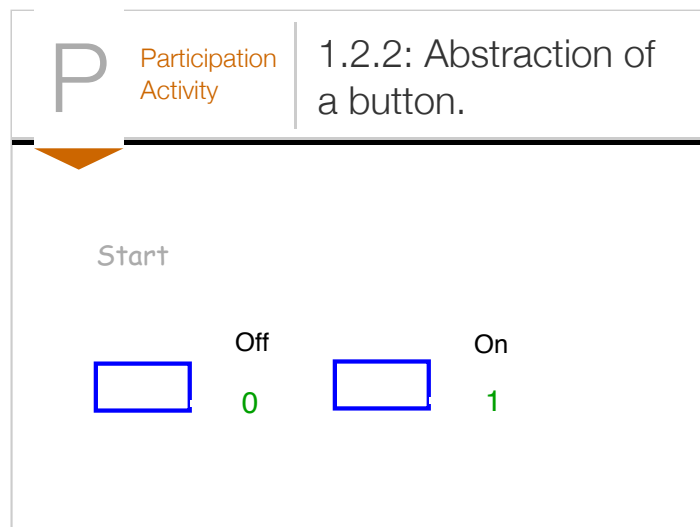 P
Participation
Activity
1.2.2: Abstraction of
a button.
Start
Off
On
0
1